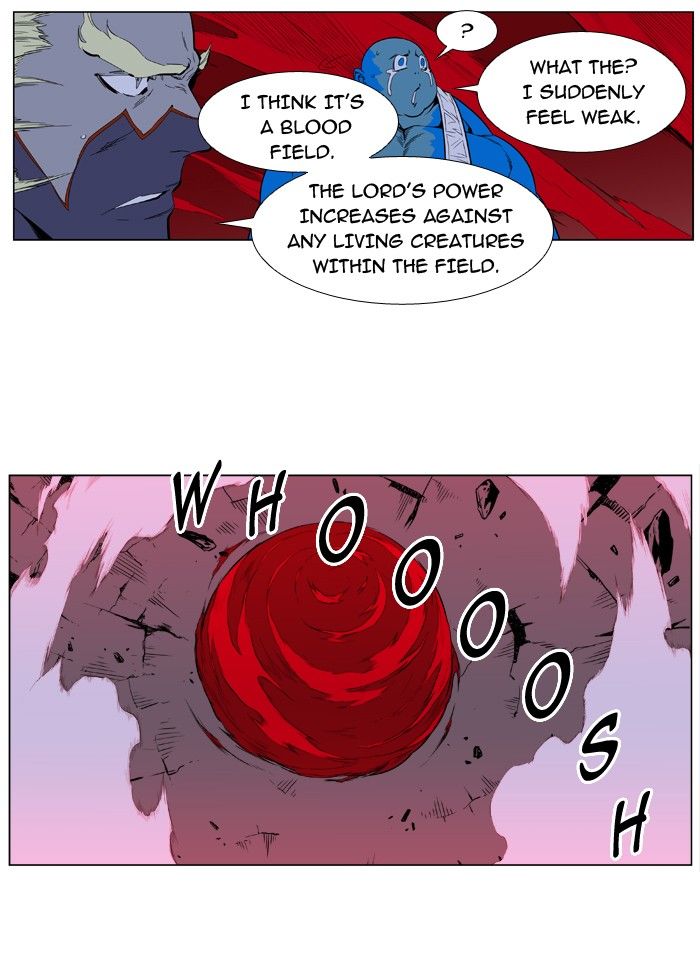 ?
WHAT THE?
I SUDDENLY
FEEL WEAK.
I THINK IT'S
A BLOOD
FIELD.
THE LORD'S POWER
INCREASES AGAINST
ANY LIVING CREATURES
WITHIN THE FIELD.
WHOOOOSH